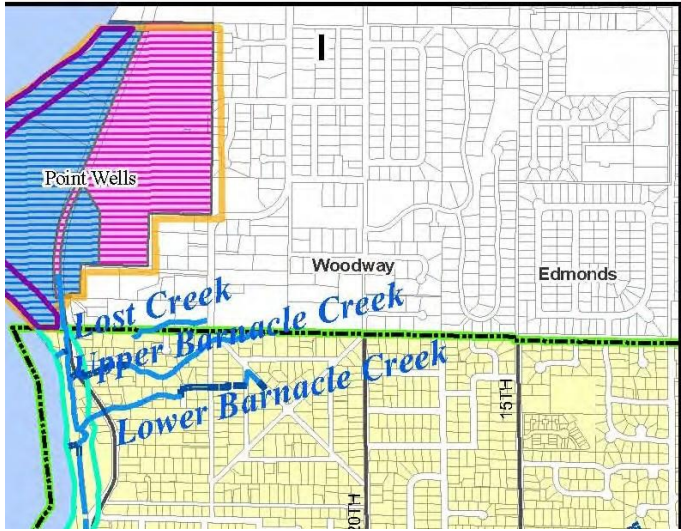 I
Point Wells
Woodway
Edmonds
Lost Creek
Upper Barnacle Creek
Lower Barnacle Creek
15TH
20TH